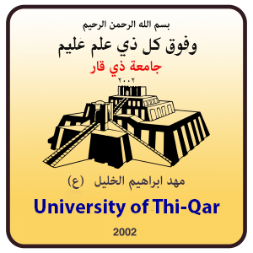 بسم الله الرحمن الرحيم
وفوق كل ذي علم عليم
جامعة ذي قار
٢٠٠٢
مهد ابراهيم الخليل (ع)
University of Thi-Qar
2002